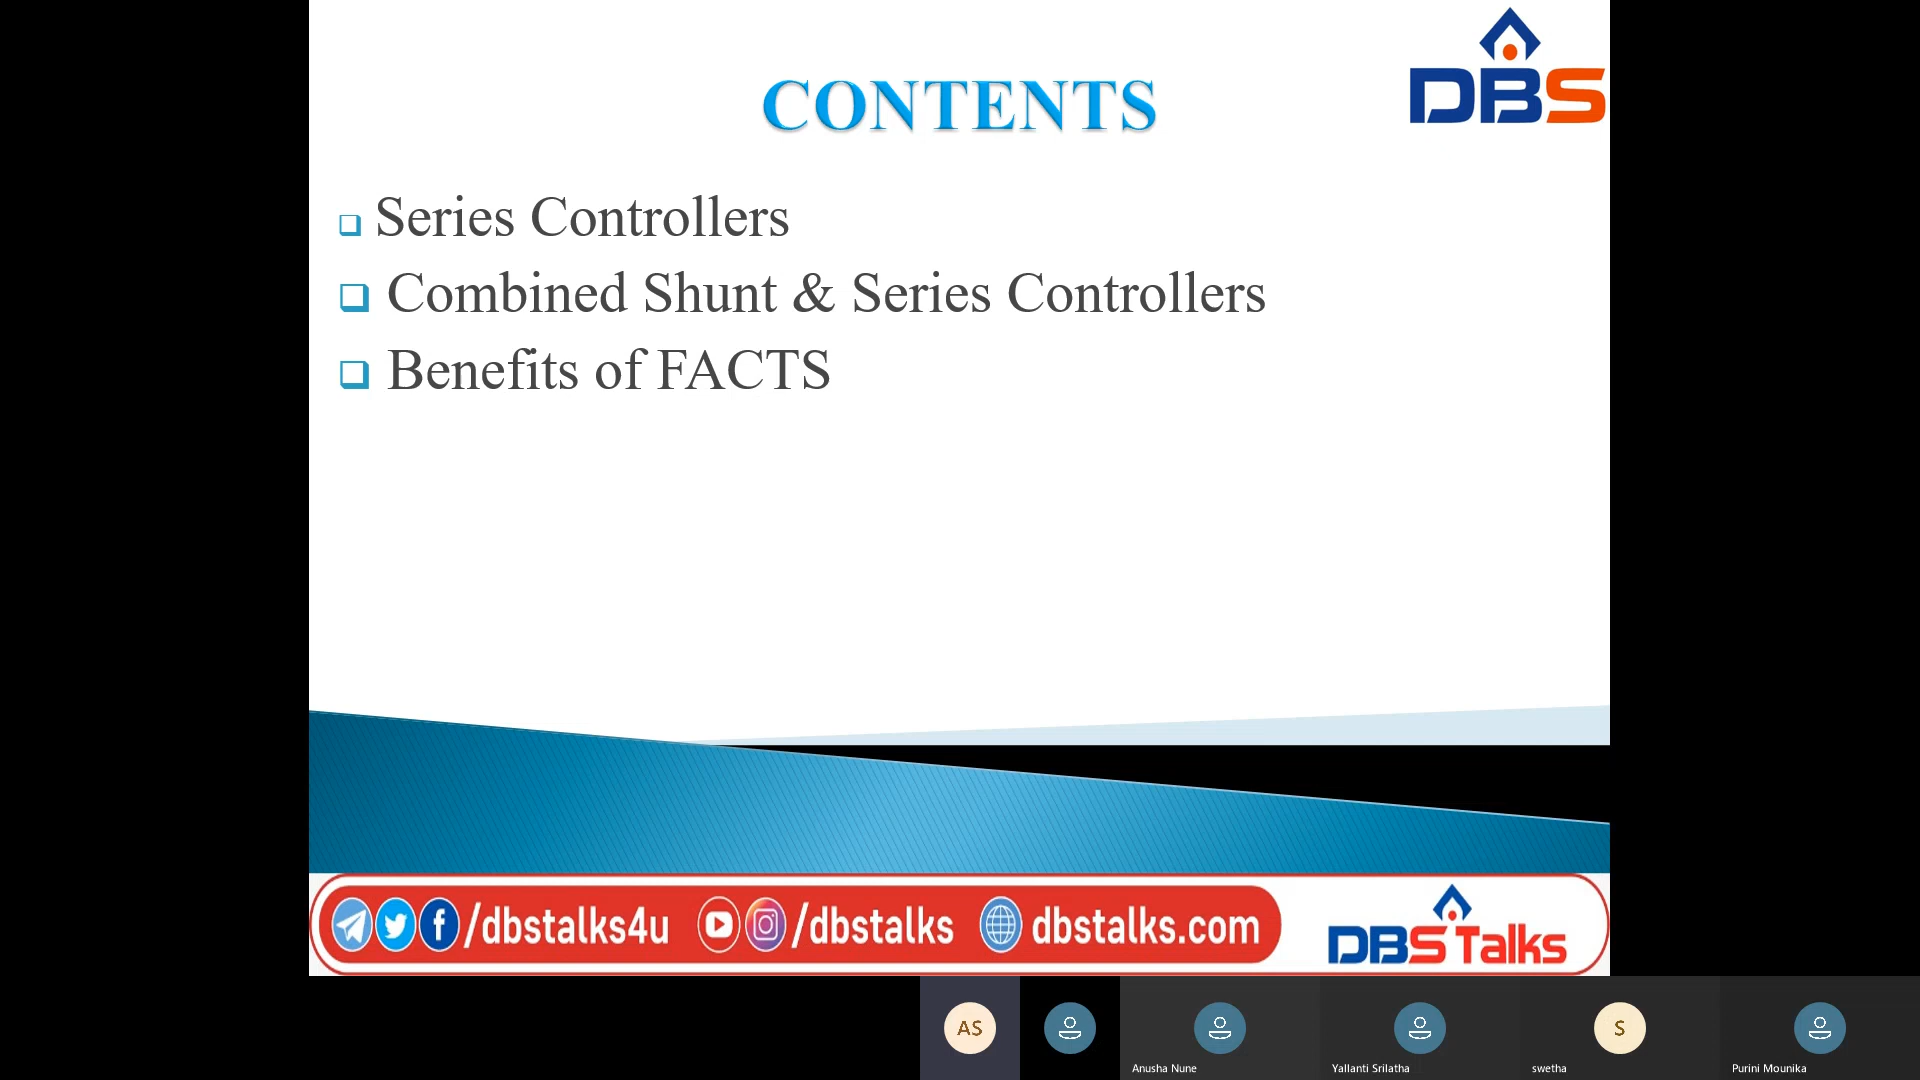 DBS
CONTENTS
Series Controllers
Combined Shunt & Series Controllers
Benefits of FACTS
/dbstalks4u /dbstalks dbstalks.com
DBS Talks
AS
S
Anusha Nune
Yallanti Srilatha
swetha
Purini Mounika